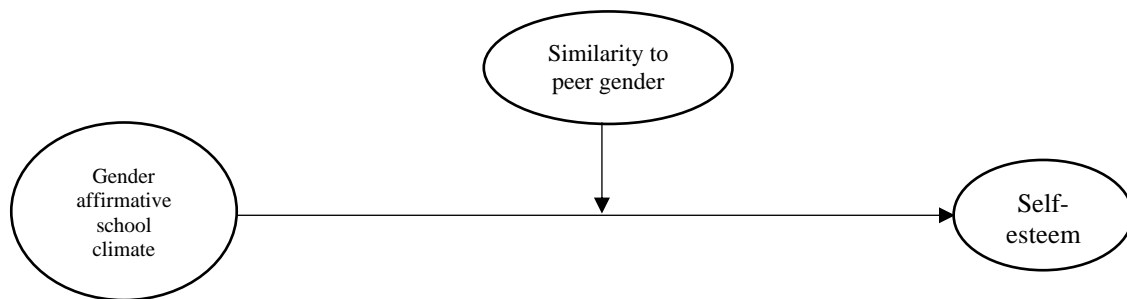 Similarity to
peer gender
Gender
affirmative
school
climate
Self-
esteem